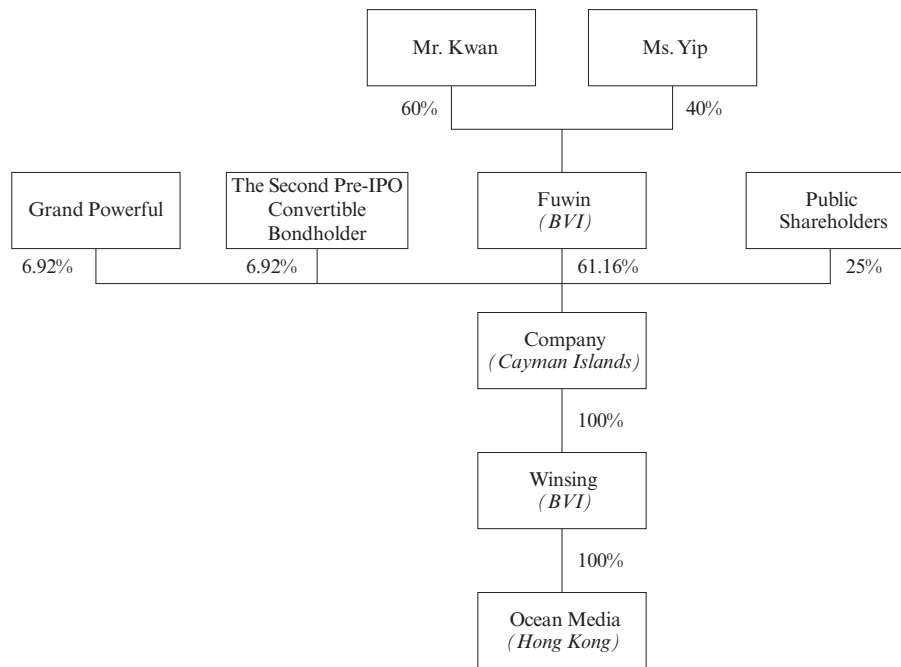 Mr. Kwan
Ms. Yip
60%
40%
Grand Powerful
The Second Pre-IPO
Convertible
Bondholder
Fuwin
(BVI)
Public
Shareholders
6.92%
6.92%
61.16%
25%
Company
(Cayman Islands)
100%
Winsing
(BVI)
100%
Ocean Media
(Hong Kong)